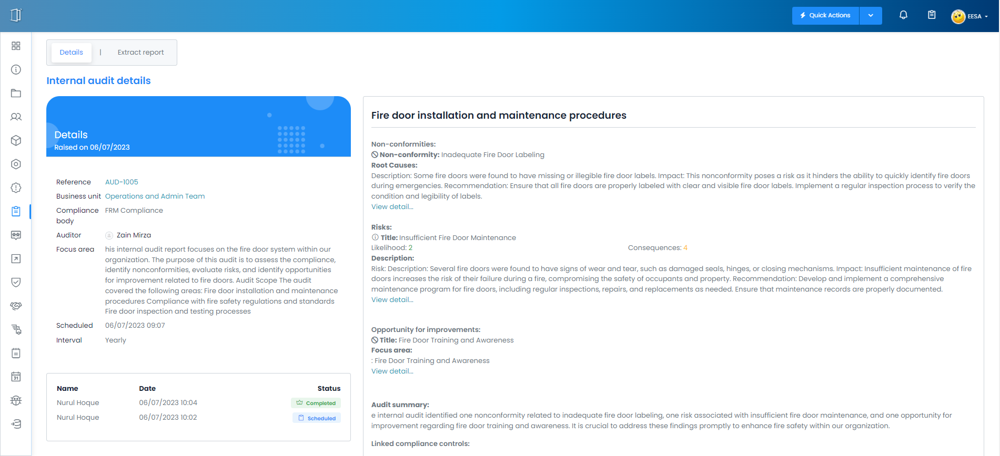 Quick Actions
EESA
Details | Extract report
Internal audit details
Details
Raised on 06/07/2023
Reference AUD-1005
Business unit Operations and Admin Team
Compliance FRM Compliance
body
Auditor Zain Mirza
Focus area his internal audit report focuses on the fire door system within our
organization. The purpose of this audit is to assess the compliance,
identify nonconformities, evaluate risks, and identify opportunities
for improvement related to fire doors. Audit Scope The audit
covered the following areas: Fire door installation and maintenance
procedures Compliance with fire safety regulations and standards
Fire door inspection and testing processes
Scheduled 06/07/2023 09:07
Interval Yearly
Name Date Status
Nurul Hoque 06/07/2023 10:04 Completed
Nurul Hoque 06/07/2023 10:02 Scheduled
Fire door installation and maintenance procedures
Non-conformities:
Non-conformity: Inadequate Fire Door Labeling
Root Causes:
Description: Some fire doors were found to have missing or illegible fire door labels. Impact: This nonconformity poses a risk as it hinders the ability to quickly identify fire doors
during emergencies. Recommendation: Ensure that all fire doors are properly labeled with clear and visible fire door labels. Implement a regular inspection process to verify the
condition and legibility of labels.
View detail...
Risks:
Title: Insufficient Fire Door Maintenance
Likelihood: 2 Consequences: 4
Description:
Risk: Description: Several fire doors were found to have signs of wear and tear, such as damaged seals, hinges, or closing mechanisms. Impact: Insufficient maintenance of fire
doors increases the risk of their failure during a fire, compromising the safety of occupants and property. Recommendation: Develop and implement a comprehensive
maintenance program for fire doors, including regular inspections, repairs, and replacements as needed. Ensure that maintenance records are properly documented.
View detail...
Opportunity for improvements:
Title: Fire Door Training and Awareness
Focus area:
: Fire Door Training and Awareness
View detail...
Audit summary:
e internal audit identified one nonconformity related to inadequate fire door labeling, one risk associated with insufficient fire door maintenance, and one opportunity for
improvement regarding fire door training and awareness. It is crucial to address these findings promptly to enhance fire safety within our organization.
Linked compliance controls:
31